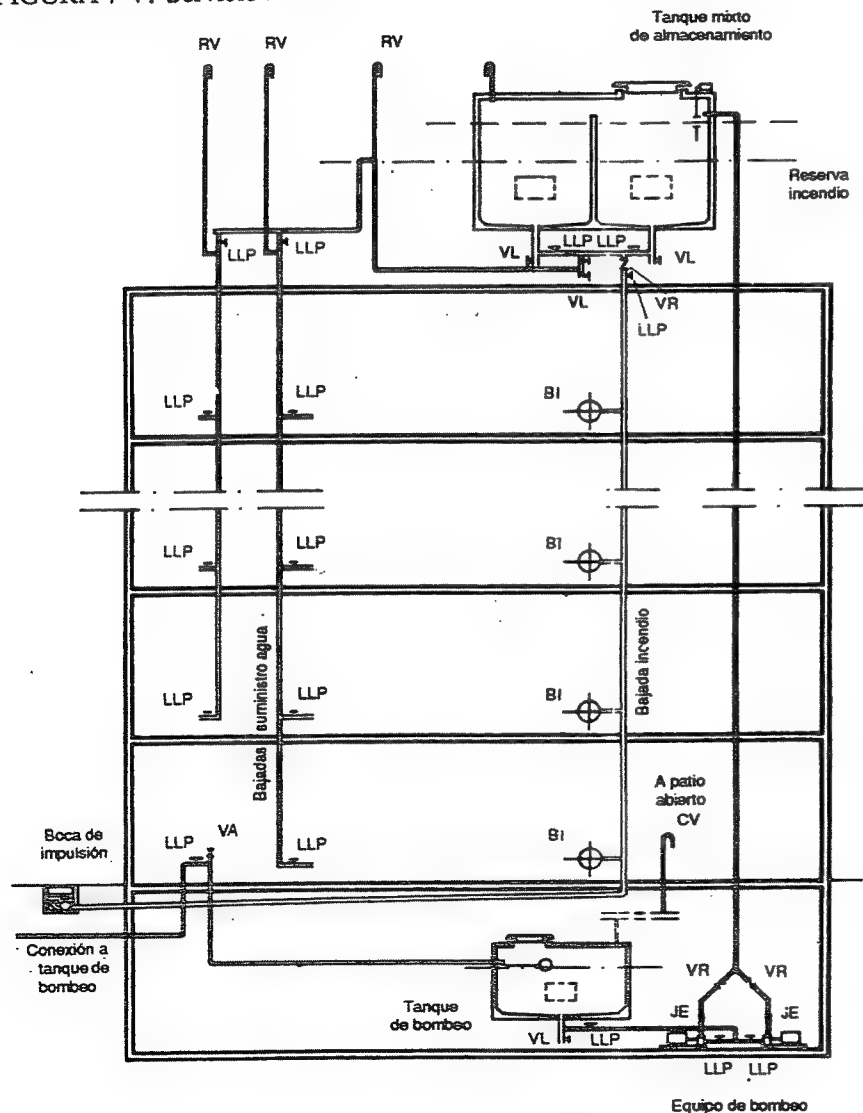 FIGURA
Tanque mixto
de almacenamiento
RV
RV
RV
Reserva
incendio
LLP
LLP
VL
LLP
LLP
VL
VL
VR
LLP
LLP
LLP
BI
LLP
LLP
BI
LLP
LLP
BI
Bajadas suministro agua
Bajada incendio
A patio
abierto
CV
Boca de
impulsión
LLP
VA
LLP
BI
Conexión a
tanque de
bombeo
Tanque
de bombeo
VR
VR
JE
JE
VL
LLP
LLP
LLP
Equipo de bombeo